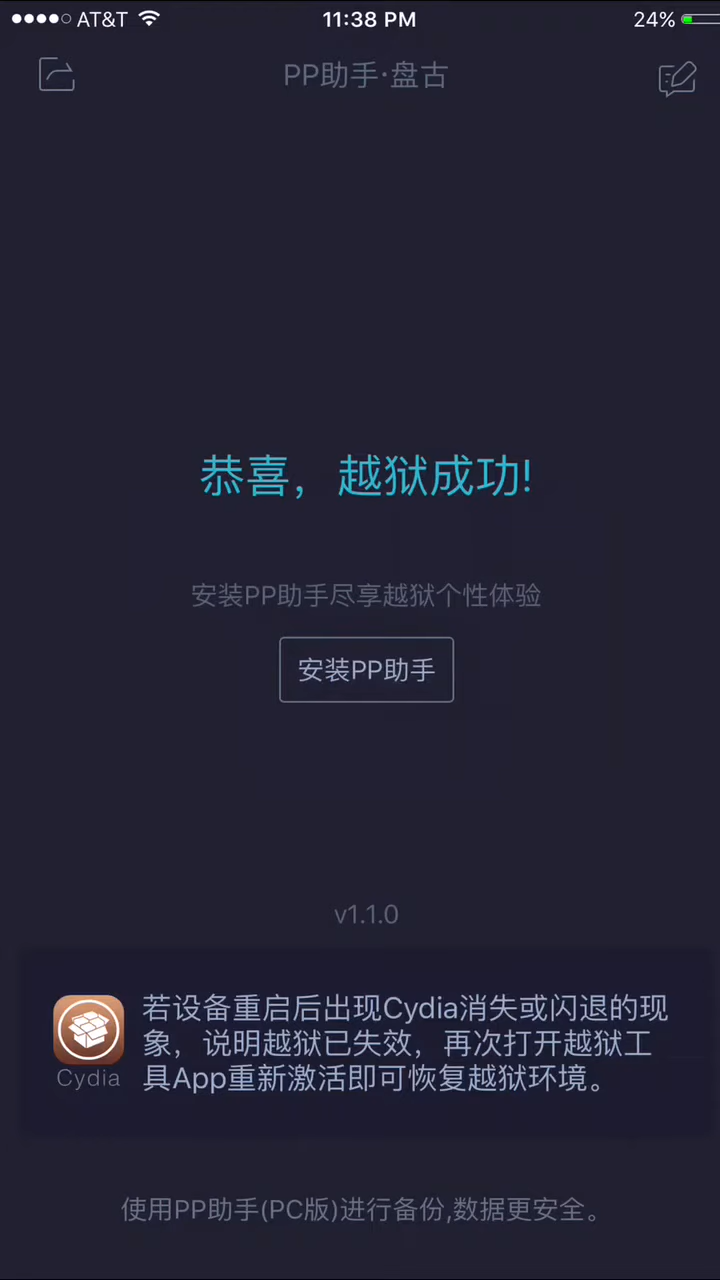 AT&T 11:38 PM 24%
PP助手·盘古
恭喜，越狱成功!
安装PP助手尽享越狱个性体验
安装PP助手
v1.1.0
若设备重启后出现Cydia消失或闪退的现
象，说明越狱已失效，再次打开越狱工
具App重新激活即可恢复越狱环境。
Cydia
使用PP助手(PC版)进行备份,数据更安全。